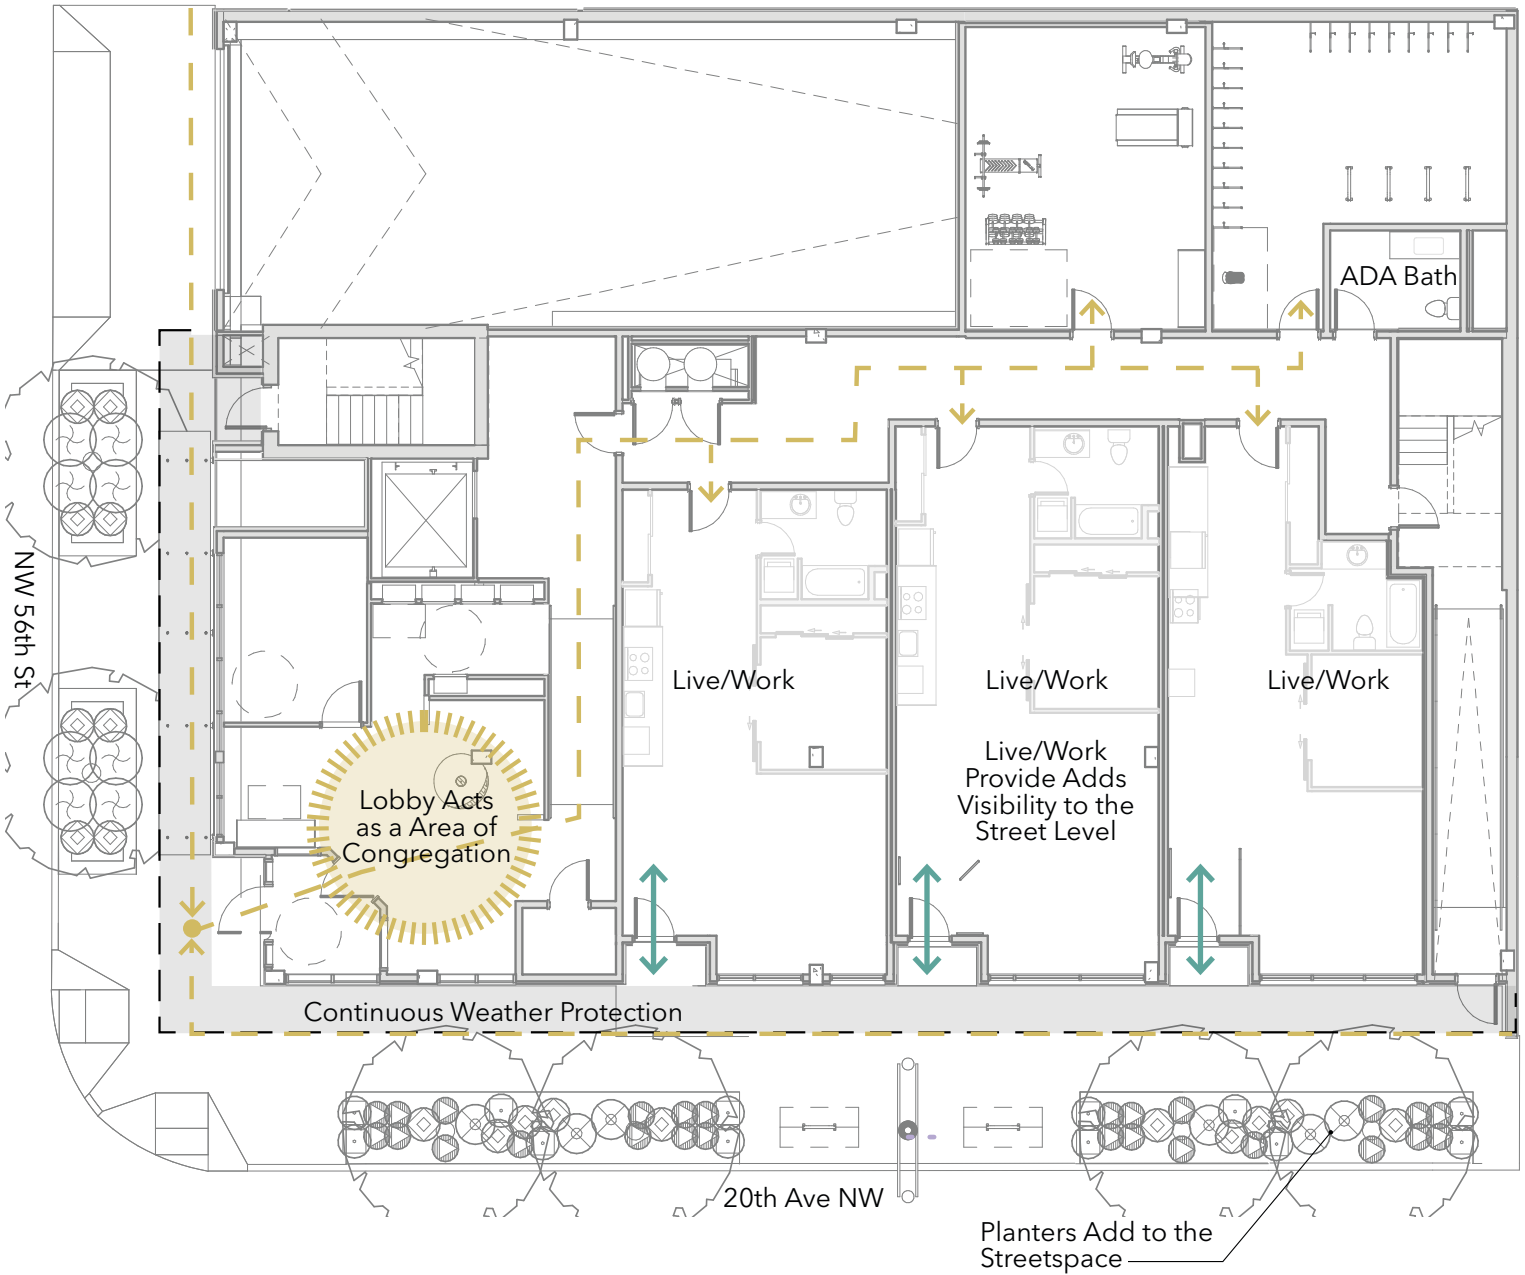 ADA Bath
NW 56th St
Live/Work
Live/Work
Live/Work
Live/Work
Provide Adds
Visibility to the
Street Level
Lobby Acts
as a Area of
Congregation
Continuous Weather Protection
20th Ave NW
Planters Add to the
Streetspace